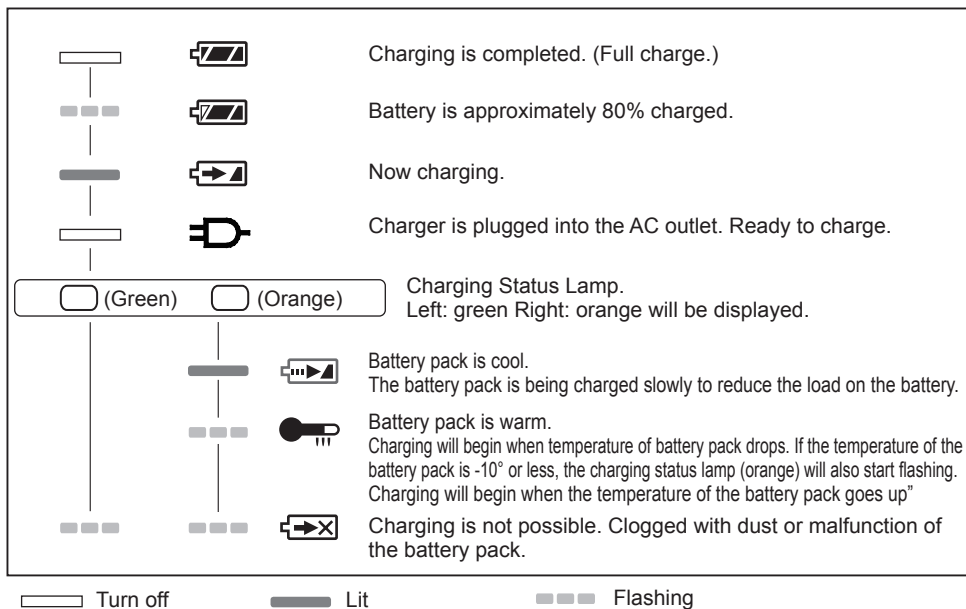 Charging is completed. (Full charge.)
Battery is approximately 80% charged.
Now charging.
Charger is plugged into the AC outlet. Ready to charge.
(Green) (Orange)
Charging Status Lamp.
Left: green Right: orange will be displayed.
Battery pack is cool.
The battery pack is being charged slowly to reduce the load on the battery.
Battery pack is warm.
Charging will begin when temperature of battery pack drops. If the temperature of the
battery pack is -10° or less, the charging status lamp (orange) will also start flashing.
Charging will begin when the temperature of the battery pack goes up”
Charging is not possible. Clogged with dust or malfunction of
the battery pack.
Turn off Lit Flashing